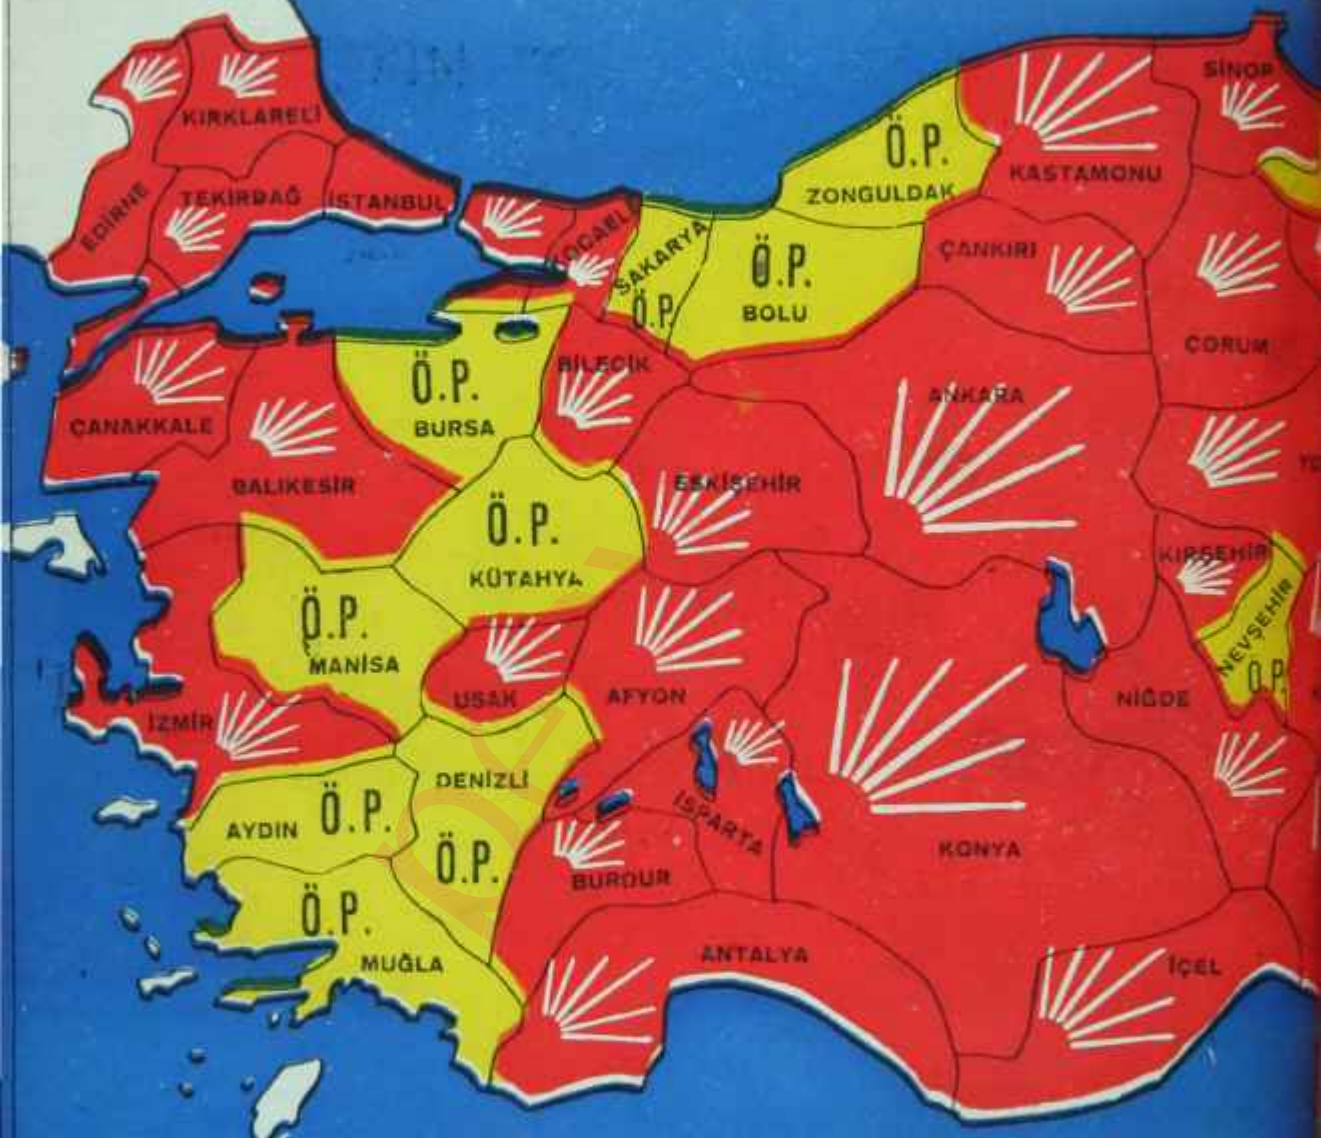 SİNOP
KIRKLARELİ
Ö.P.
ZONGULDAK
KASTAMONU
EDİRNE
TEKİRDAĞ
İSTANBUL
KOCAELİ
SAKARYA
Ö.P.
Ö.P.
BOLU
ÇANKIRI
ÇORUM
BİLECİK
Ö.P.
BURSA
ANKARA
ÇANAKKALE
BALIKESİR
ESKİŞEHİR
Ö.P.
KÜTAHYA
KIRŞEHİR
NEVŞEHİR
Ö.P.
Ö.P.
MANİSA
UŞAK
AFYON
NİĞDE
İZMİR
DENİZLİ
Ö.P.
AYDIN
Ö.P.
ISPARTA
KONYA
BURDUR
Ö.P.
MUĞLA
ANTALYA
İÇEL